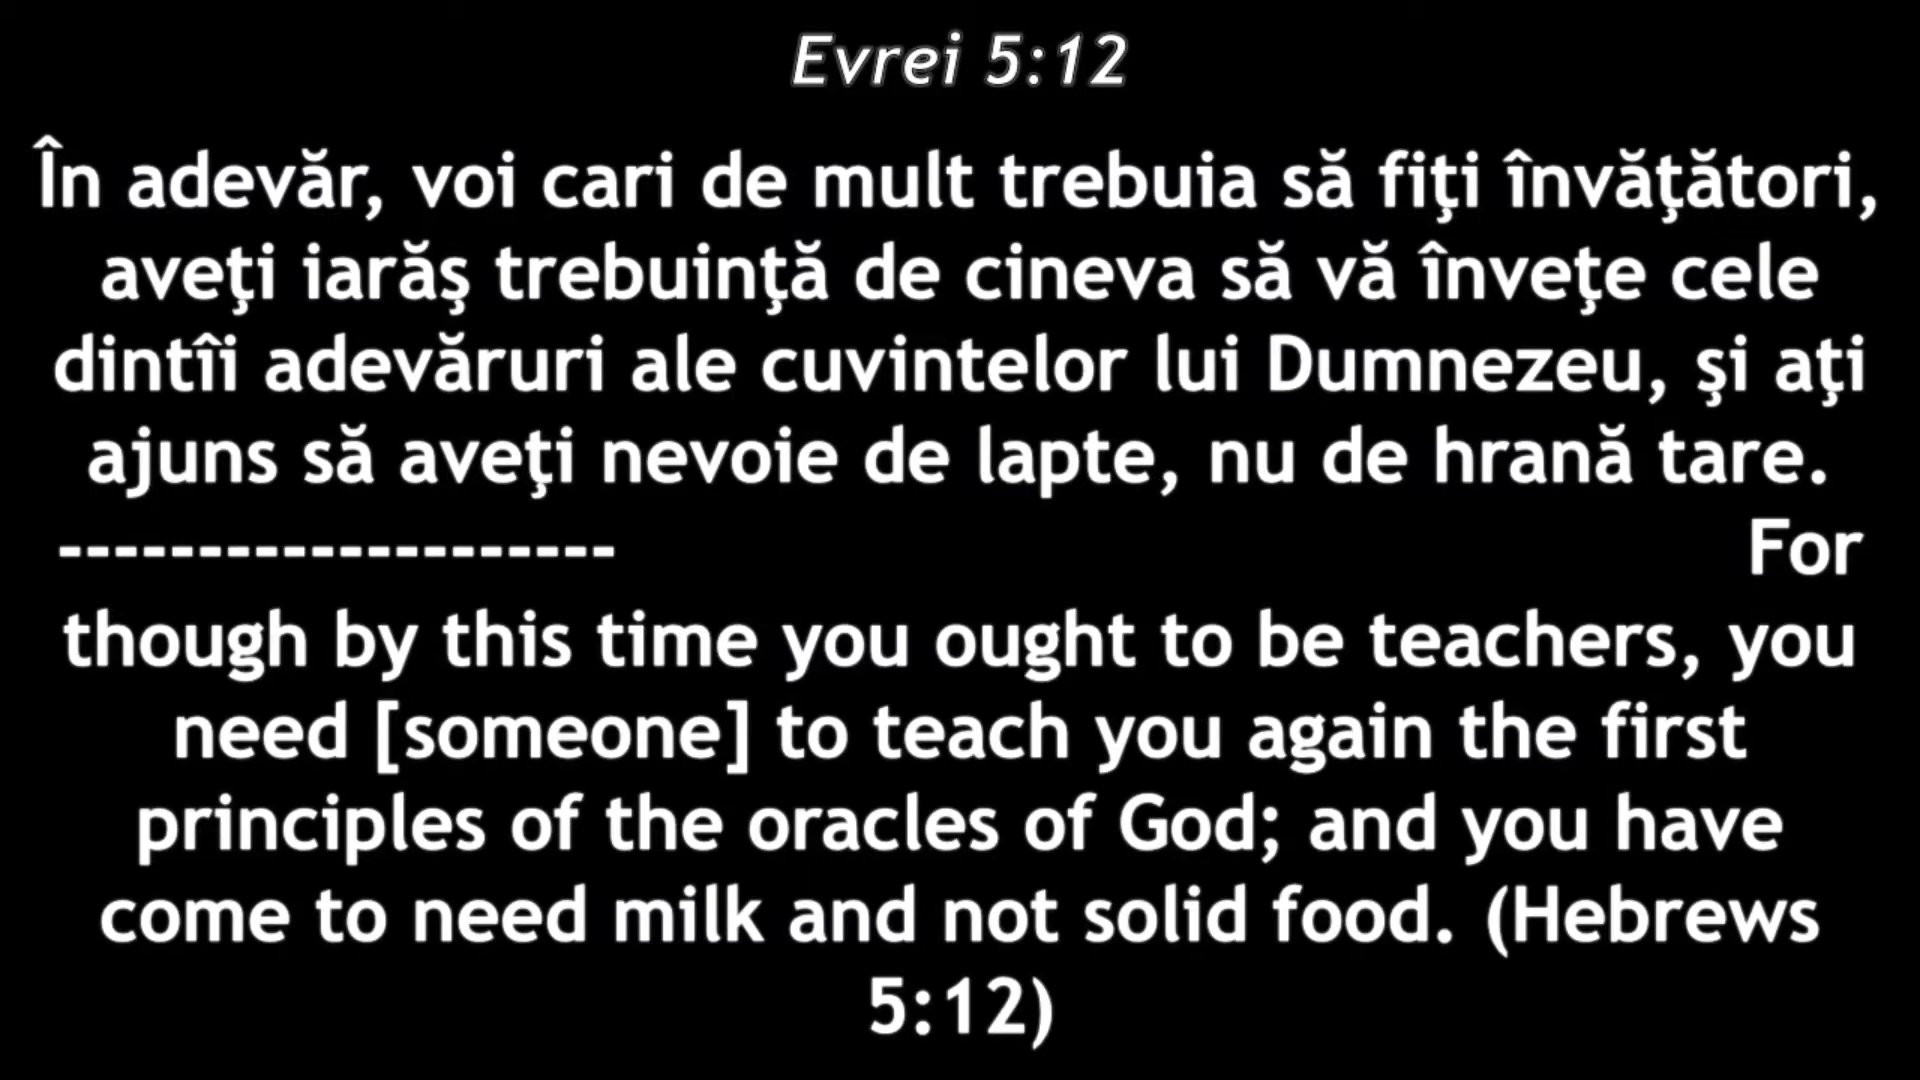 Evrei 5:12
În adevăr, voi cari de mult trebuia să fiţi învăţători,
aveţi iarăş trebuinţă de cineva să vă înveţe cele
dintîi adevăruri ale cuvintelor lui Dumnezeu, şi aţi
ajuns să aveţi nevoie de lapte, nu de hrană tare.
-------------------- For
though by this time you ought to be teachers, you
need [someone] to teach you again the first
principles of the oracles of God; and you have
come to need milk and not solid food. (Hebrews
5:12)